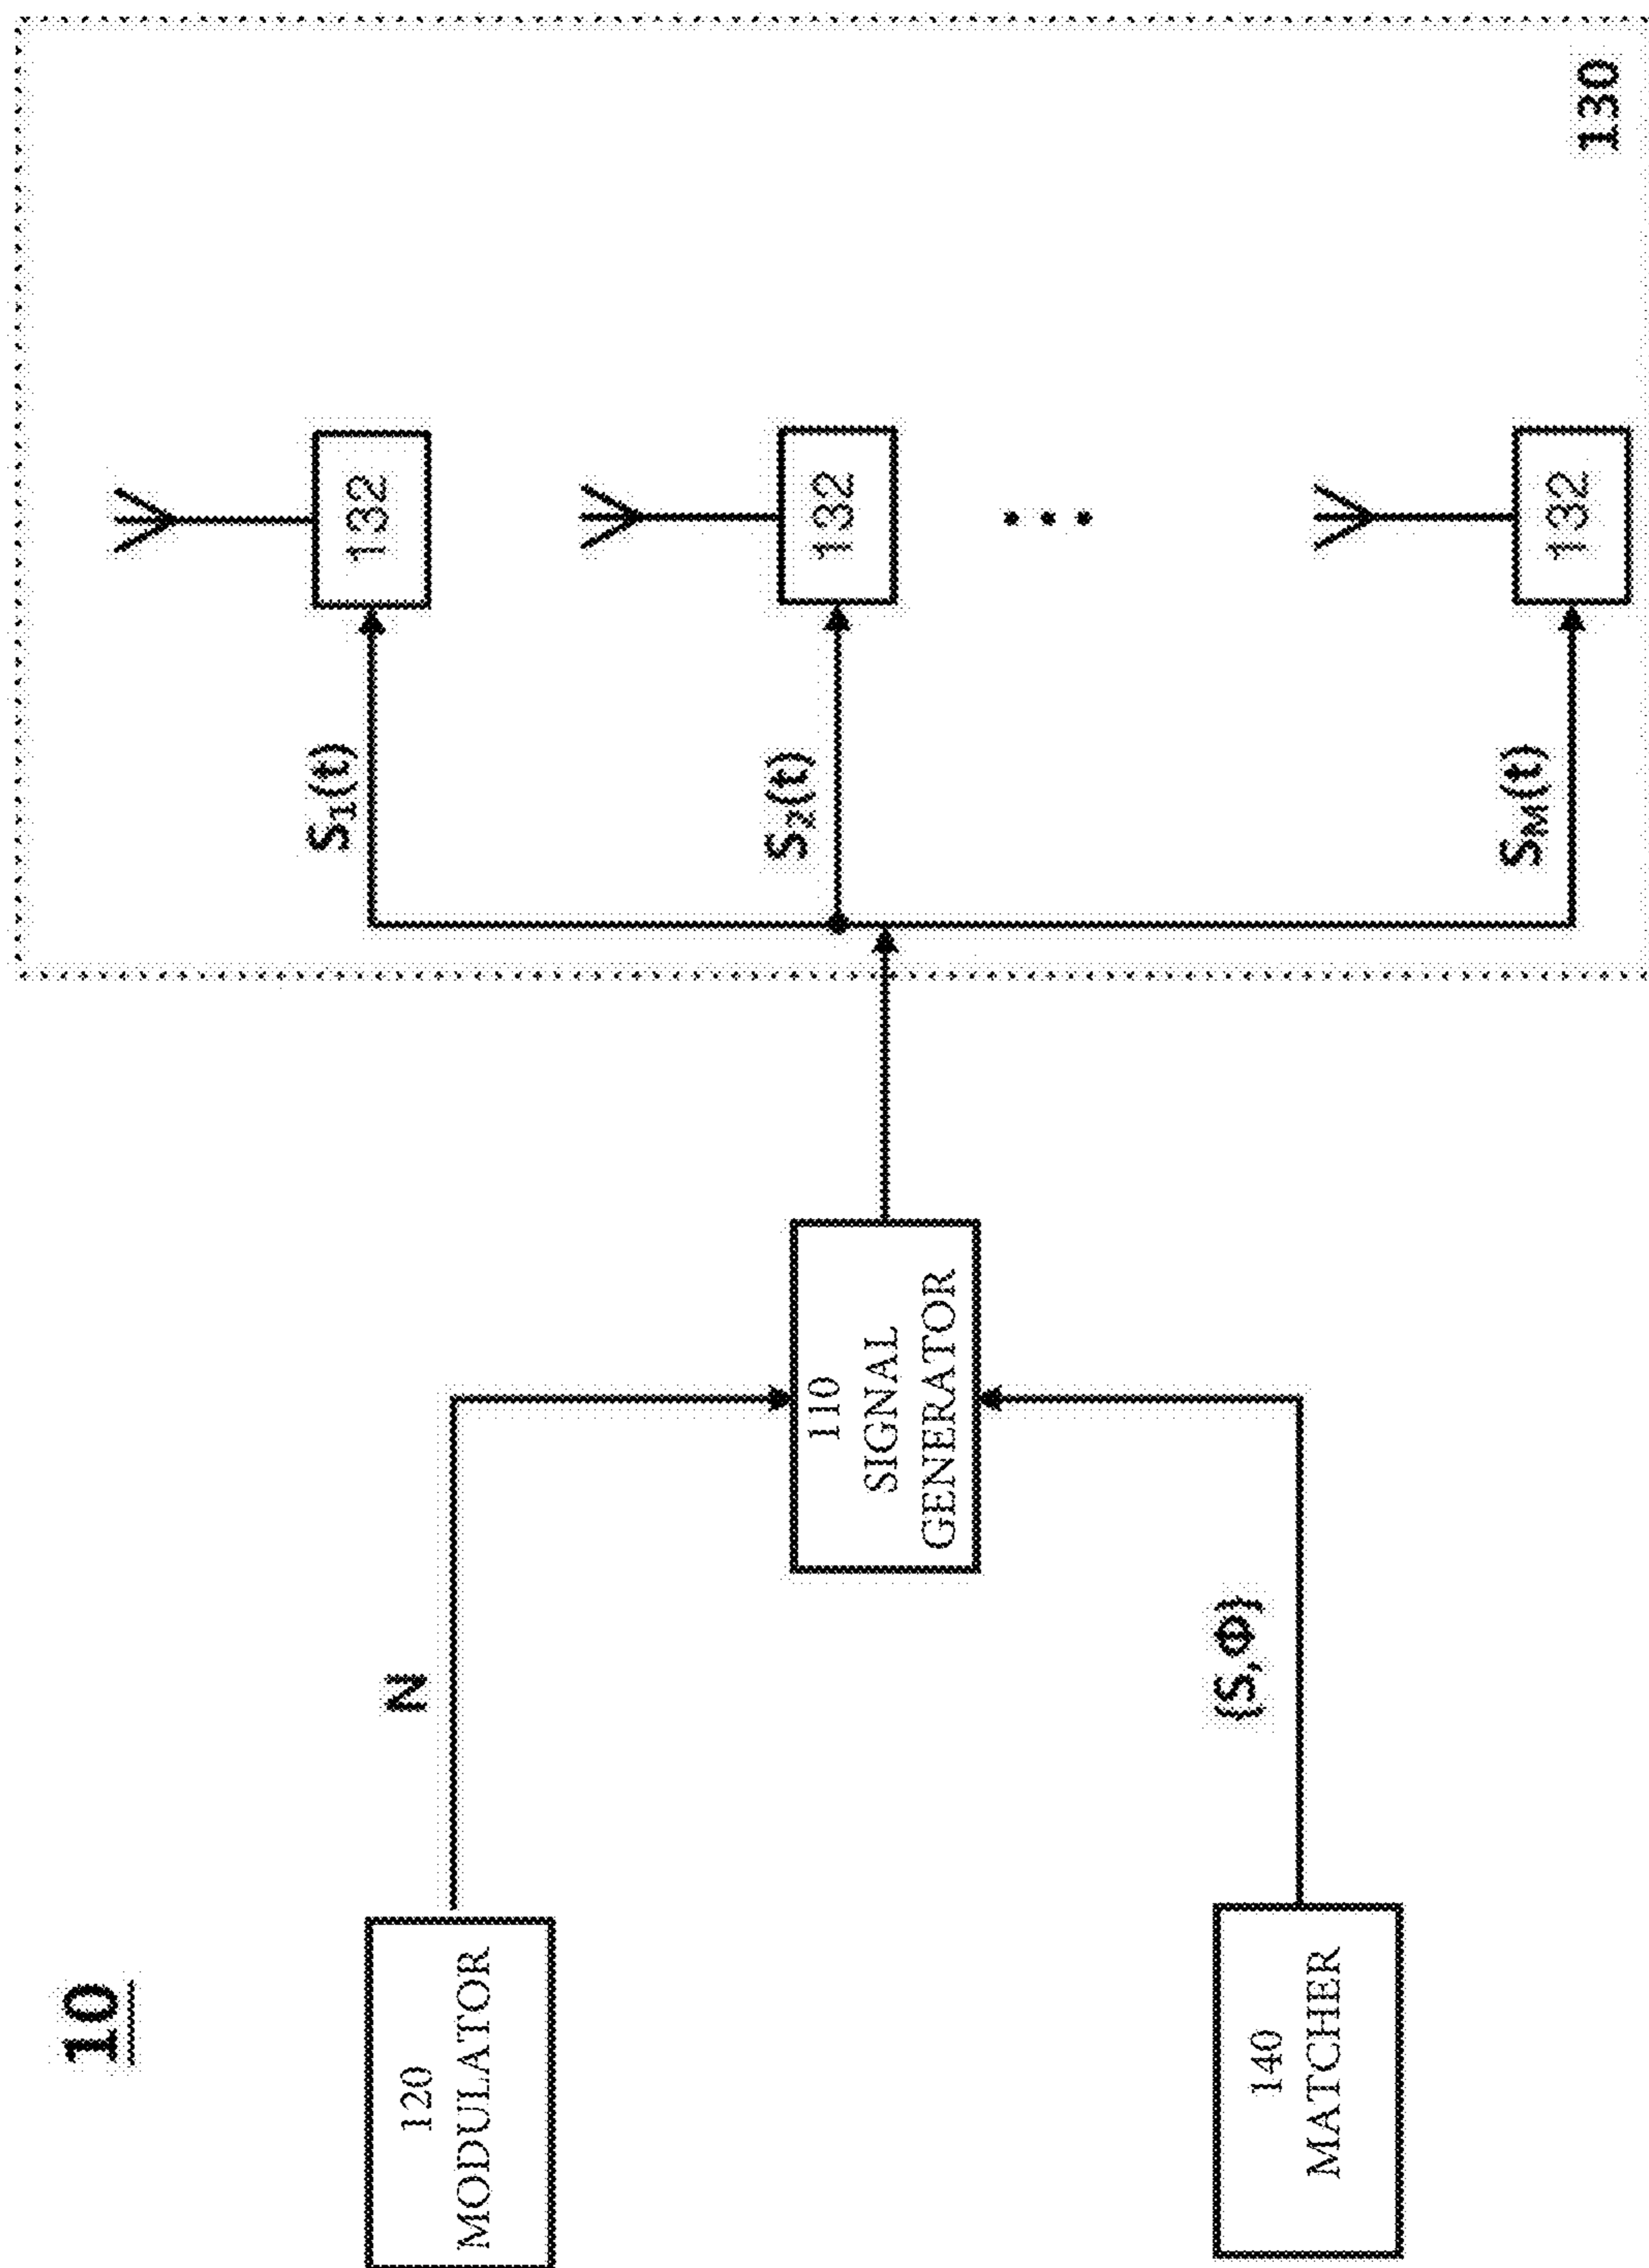 10
120
MODULATOR
N
140
MATCHER
{S,Φ}
110
SIGNAL
GENERATOR
S₁(t)
132
S₂(t)
132
Sₘ(t)
132
130